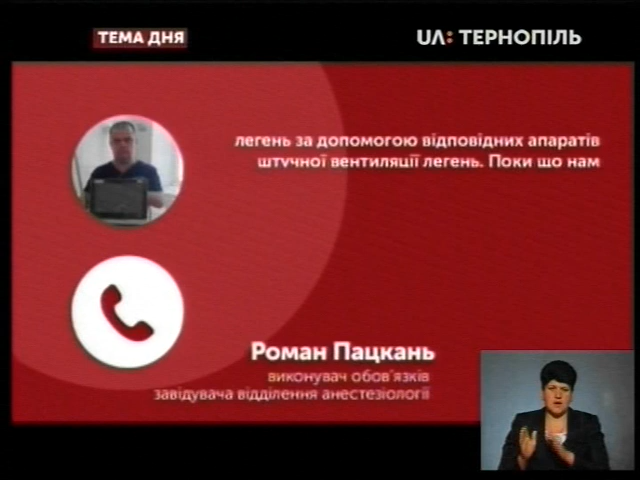 ТЕМА ДНЯ
UA: ТЕРНОПІЛЬ
легень за допомогою відповідних апаратів
штучної вентиляції легень. Поки що нам
Роман Пацкань
виконувач обов'язків
завідувача відділення анестезіології